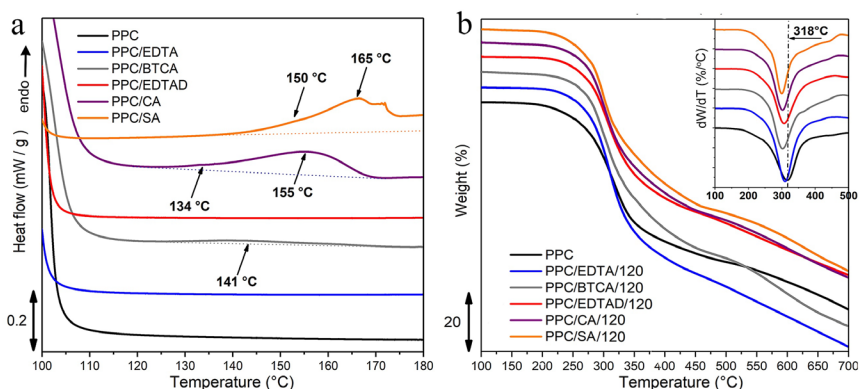 a
endo
Heat flow (mW / g)
0.2
PPC
PPC/EDTA
PPC/BTCA
PPC/EDTAD
PPC/CA
PPC/SA
150 °C
165 °C
134 °C
155 °C
141 °C
100 110 120 130 140 150 160 170 180
Temperature (°C)
b
Weight (%)
20
PPC
PPC/EDTA/120
PPC/BTCA/120
PPC/EDTAD/120
PPC/CA/120
PPC/SA/120
318°C
dW/dT (%/°C)
100 200 300 400 500
100 150 200 250 300 350 400 450 500 550 600 650 700
Temperature (°C)